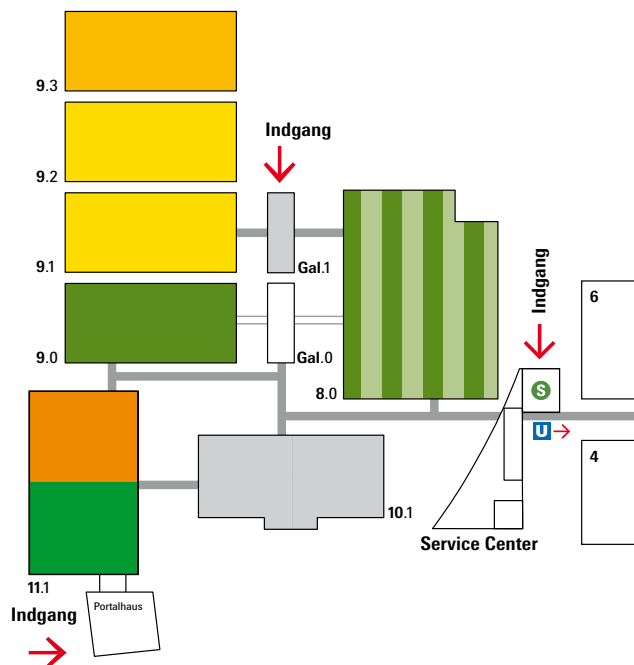 9.3
Indgang
9.2
Gal.1
9.1
Indgang
6
9.0
Gal.0
8.0
S
U
4
10.1
Service Center
11.1
Portalhaus
Indgang